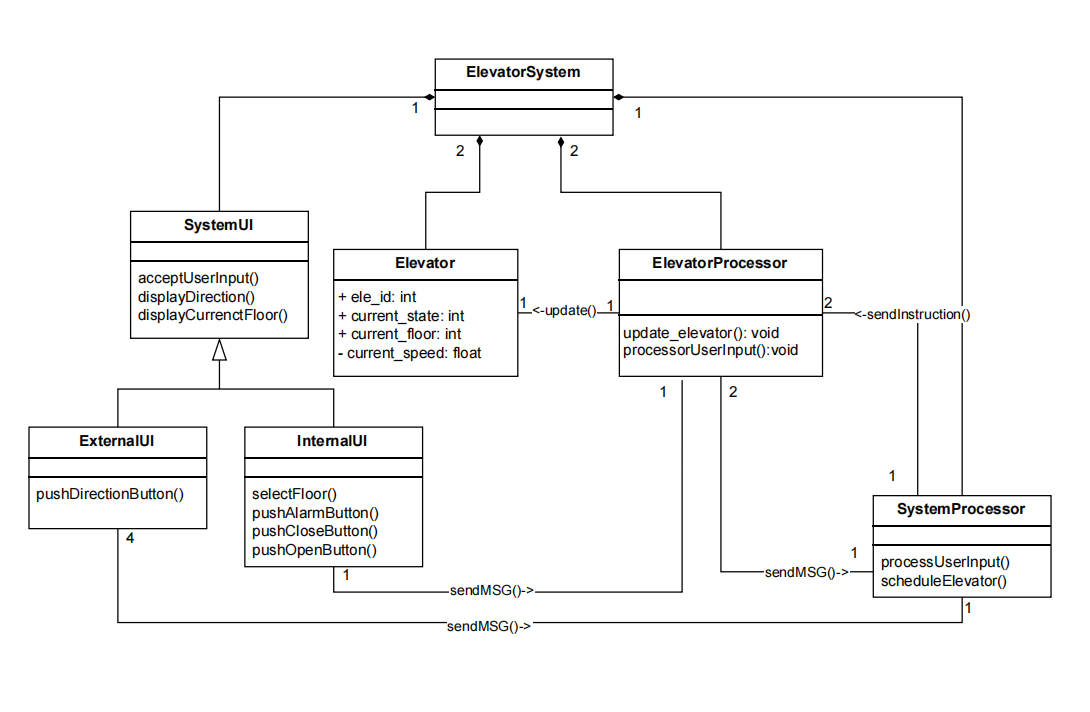 ElevatorSystem
1
1
2
2
SystemUI
acceptUserInput()
displayDirection()
displayCurrenctFloor()
Elevator
+ ele_id: int
+ current_state: int
+ current_floor: int
- current_speed: float
1
<-update()
1
ElevatorProcessor
update_elevator(): void
processorUserInput():void
2
<-sendInstruction()
1
2
ExternalUI
pushDirectionButton()
4
InternalUI
selectFloor()
pushAlarmButton()
pushCloseButton()
pushOpenButton()
1
1
SystemProcessor
processUserInput()
scheduleElevator()
1
sendMSG()->
1
sendMSG()->
sendMSG()->